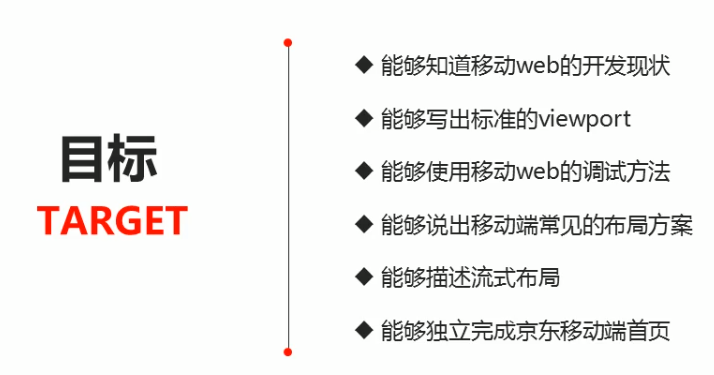 目标
TARGET
◆ 能够知道移动web的开发现状
◆ 能够写出标准的viewport
◆ 能够使用移动web的调试方法
◆ 能够说出移动端常见的布局方案
◆ 能够描述流式布局
◆ 能够独立完成京东移动端首页